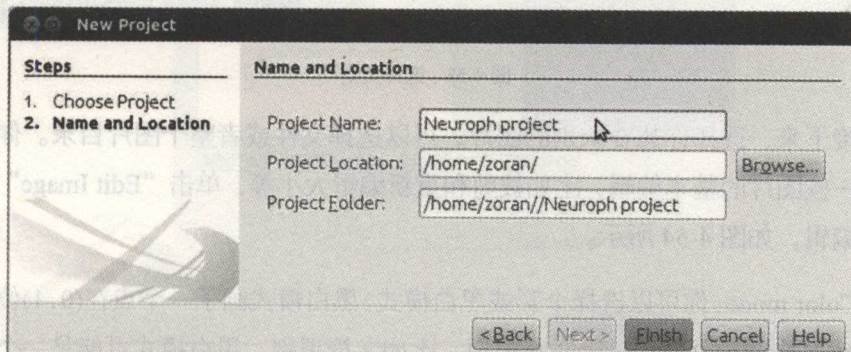 New Project
Steps
1. Choose Project
2. Name and Location
Name and Location
Project Name: Neuroph project
Project Location: /home/zoran/ Browse...
Project Folder: /home/zoran//Neuroph project
< Back Next > Finish Cancel Help